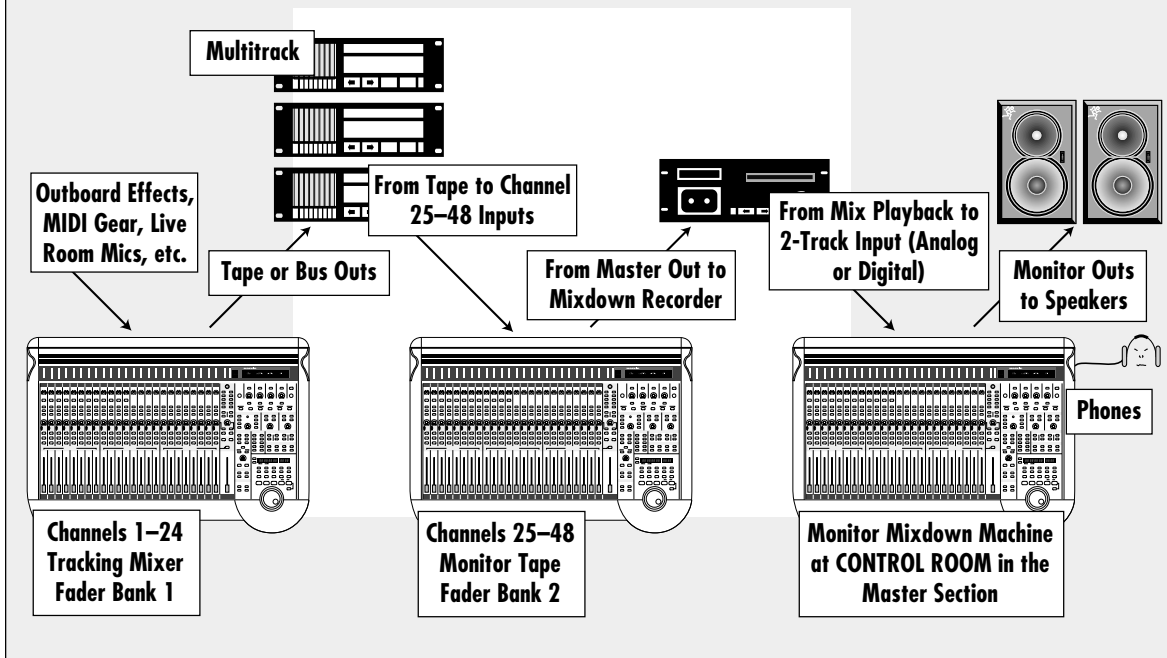 Multitrack
Outboard Effects,
MIDI Gear, Live
Room Mics, etc.
Tape or Bus Outs
From Tape to Channel
25–48 Inputs
From Master Out to
Mixdown Recorder
From Mix Playback to
2-Track Input (Analog
or Digital)
Monitor Outs
to Speakers
Phones
Channels 1–24
Tracking Mixer
Fader Bank 1
Channels 25–48
Monitor Tape
Fader Bank 2
Monitor Mixdown Machine
at CONTROL ROOM in the
Master Section